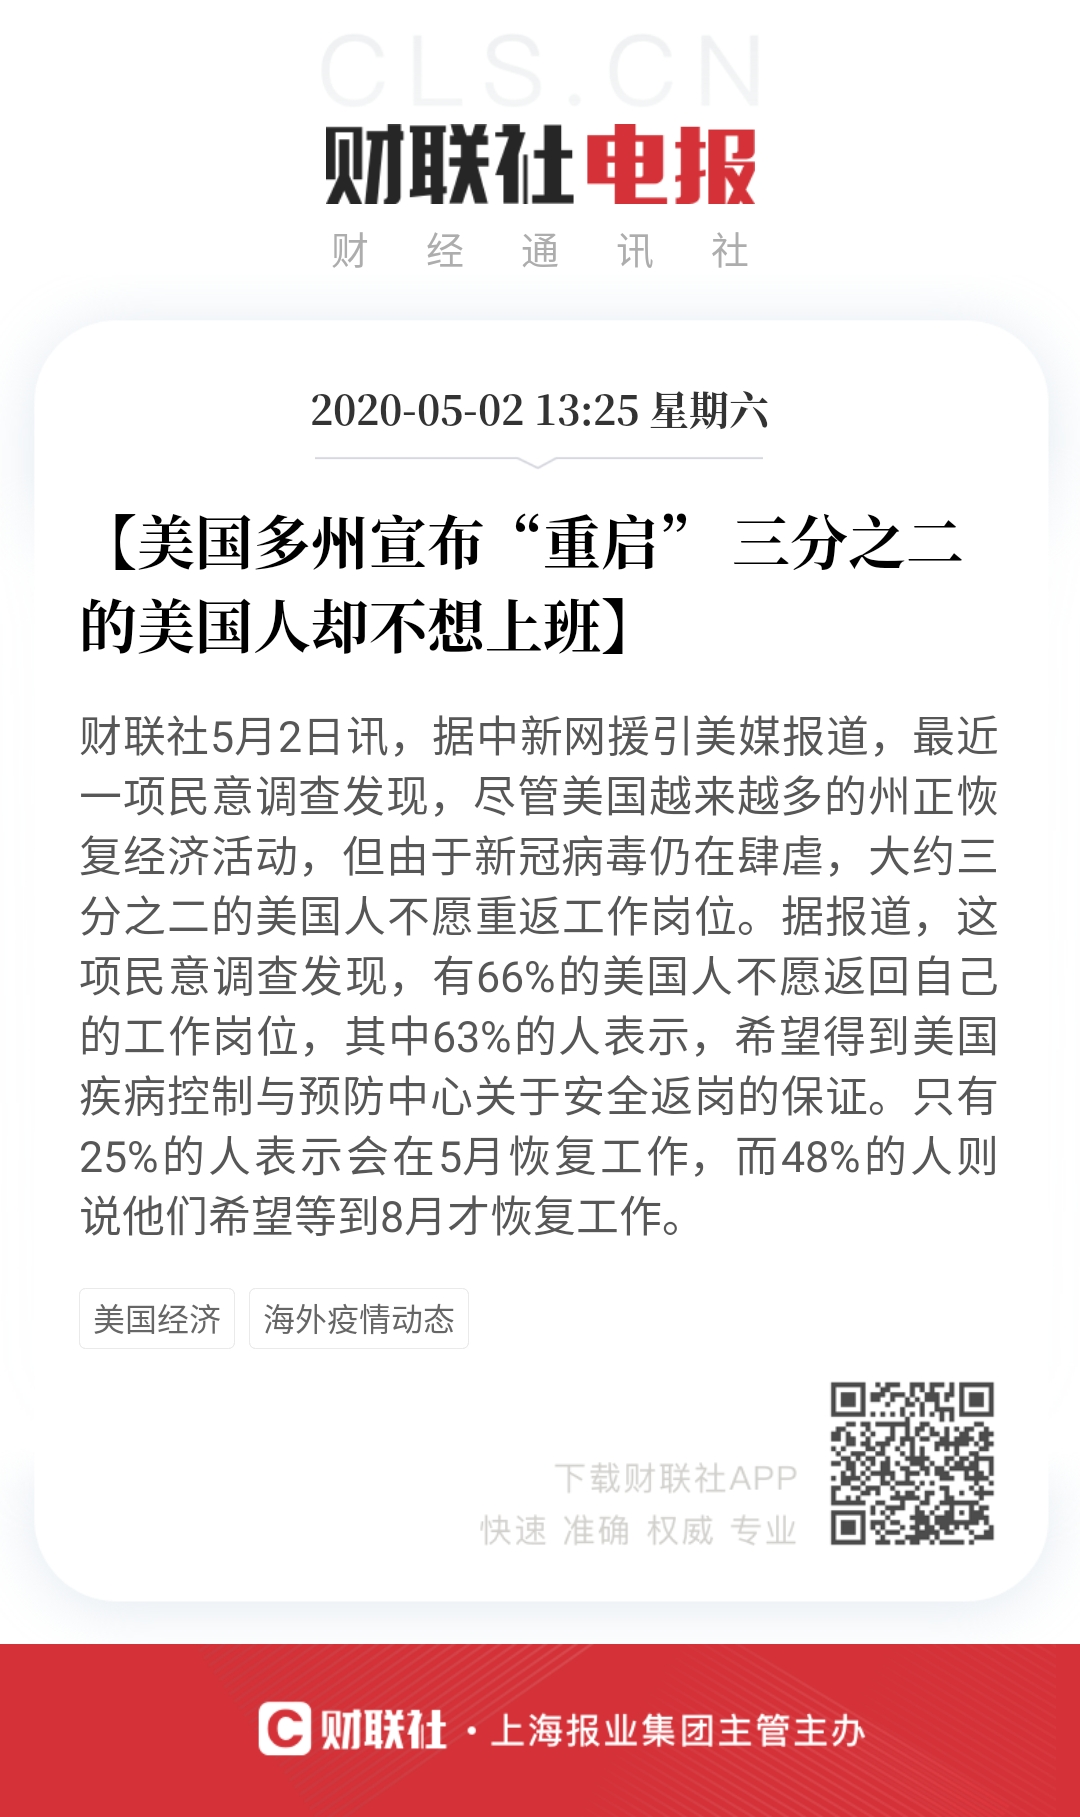 CLS.CN
财联社电报
财经通讯社
2020-05-02 13:25 星期六
【美国多州宣布“重启” 三分之二
的美国人却不想上班】
财联社5月2日讯，据中新网援引美媒报道，最近
一项民意调查发现，尽管美国越来越多的州正恢
复经济活动，但由于新冠病毒仍在肆虐，大约三
分之二的美国人不愿重返工作岗位。据报道，这
项民意调查发现，有66%的美国人不愿返回自己
的工作岗位，其中63%的人表示，希望得到美国
疾病控制与预防中心关于安全返岗的保证。只有
25%的人表示会在5月恢复工作，而48%的人则
说他们希望等到8月才恢复工作。
美国经济 海外疫情动态
下载财联社APP
快速 准确 权威 专业
C 财联社·上海报业集团主管主办